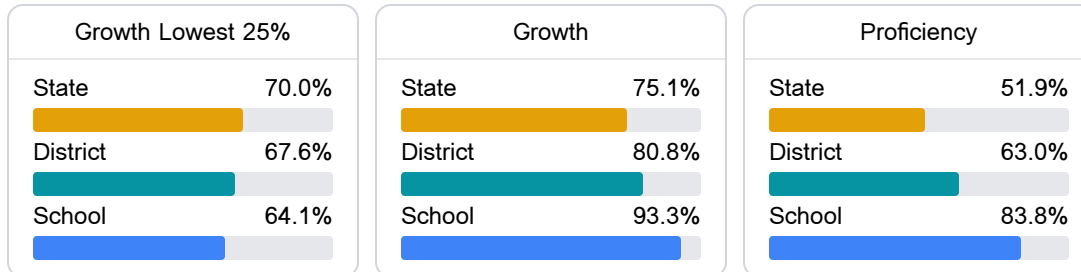 Growth Lowest 25%
State 70.0%
District 67.6%
School 64.1%
Growth
State 75.1%
District 80.8%
School 93.3%
Proficiency
State 51.9%
District 63.0%
School 83.8%